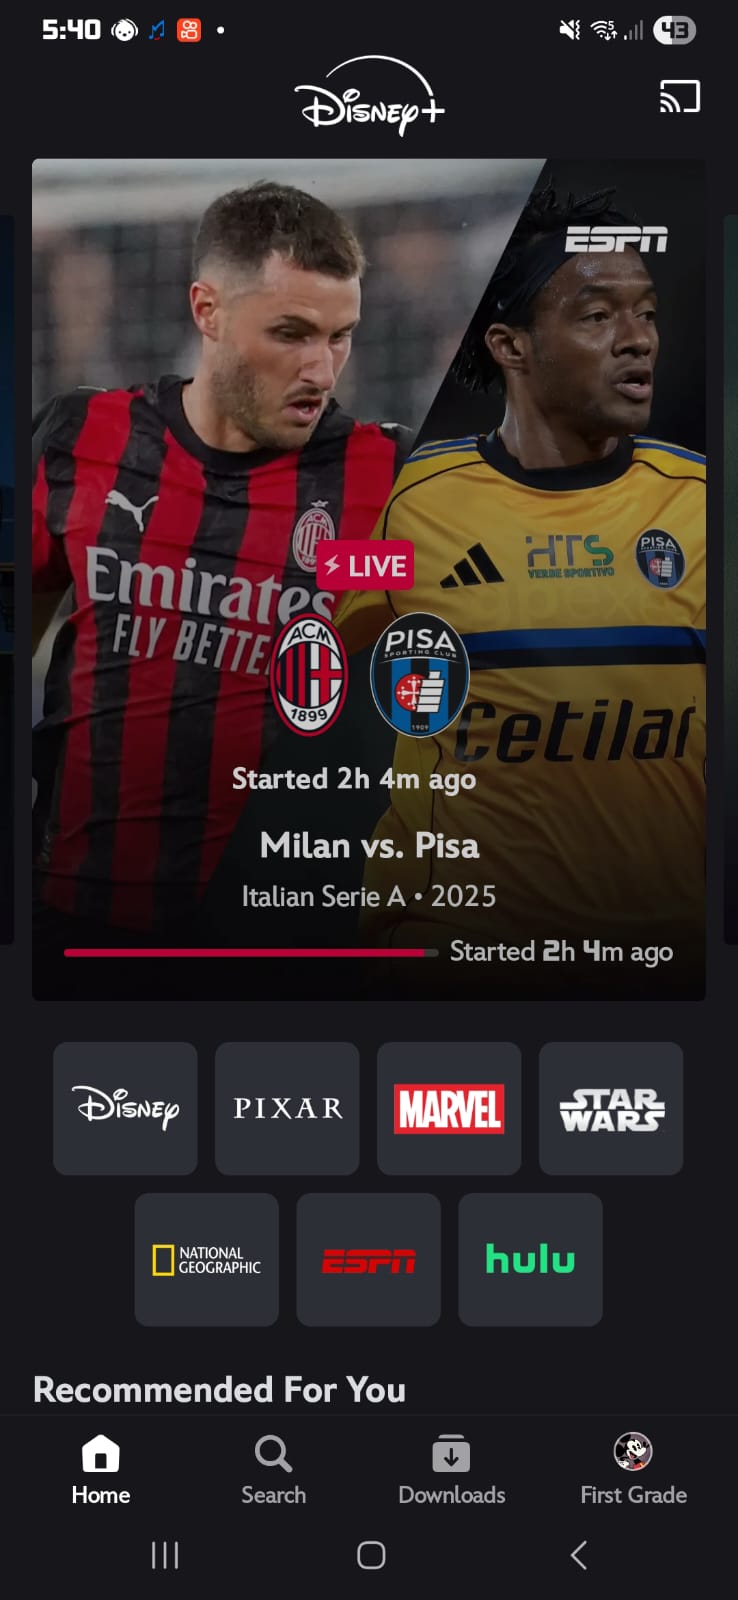 5:40
43
Disney+
ESPN
Emirates
FLY BETTE
HTS
VERDE SPORTIVO
PISA
LIVE
ACM
1899
PISA
SPORTING CLUB
1909
Cetilar
Started 2h 4m ago
Milan vs. Pisa
Italian Serie A • 2025
Started 2h 4m ago
Disney
PIXAR
MARVEL
STAR WARS
NATIONAL GEOGRAPHIC
ESPN
hulu
Recommended For You
Home
Search
Downloads
First Grade